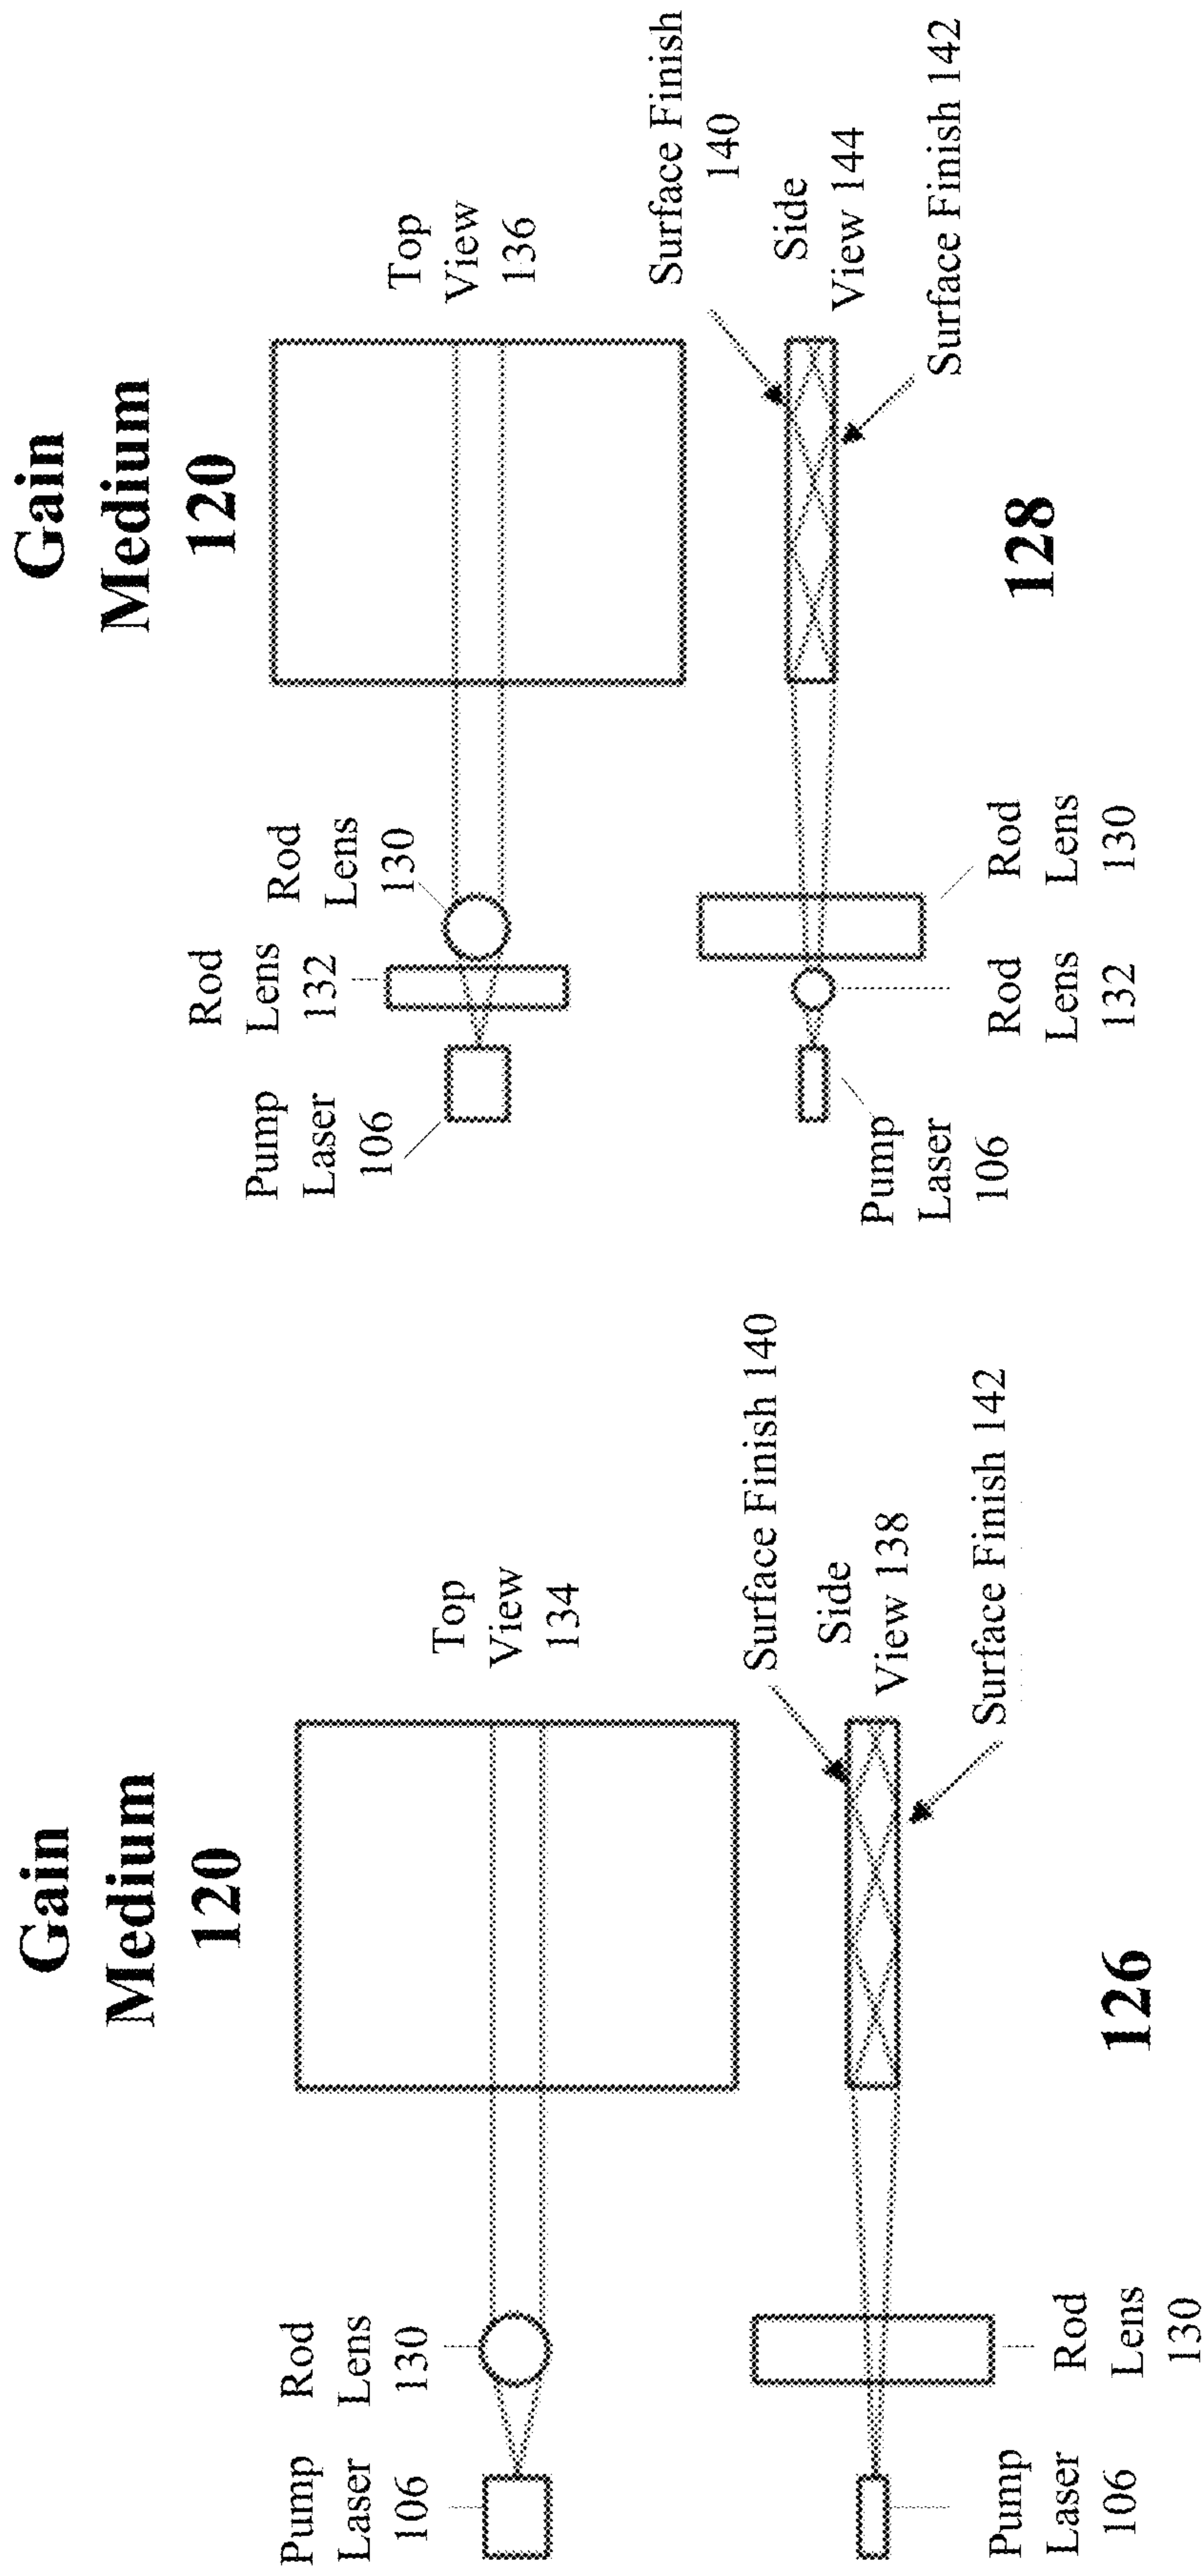 Gain
Medium
120
Pump
Laser
106
Rod
Lens
130
Top
View
134
Surface Finish 140
Side
View 138
Surface Finish 142
Pump
Laser
106
Rod
Lens
130
126
Gain
Medium
120
Pump
Laser
106
Rod
Lens
132
Rod
Lens
130
Top
View
136
Surface Finish
140
Side
View 144
Surface Finish 142
Pump
Laser
106
Rod
Lens
132
Rod
Lens
130
128